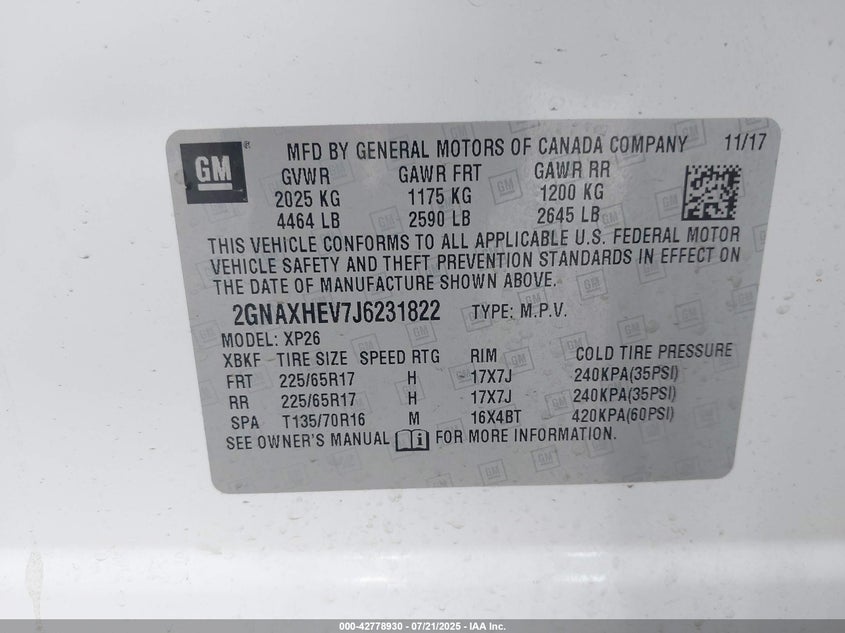 GM
MFD BY GENERAL MOTORS OF CANADA COMPANY 11/17
GVWR GAWR FRT GAWR RR
2025 KG 1175 KG 1200 KG
4464 LB 2590 LB 2645 LB
THIS VEHICLE CONFORMS TO ALL APPLICABLE U.S. FEDERAL MOTOR
VEHICLE SAFETY AND THEFT PREVENTION STANDARDS IN EFFECT ON
THE DATE OF MANUFACTURE SHOWN ABOVE.
2GNAXHEV7J6231822 TYPE: M.P.V.
MODEL: XP26
XBKF TIRE SIZE SPEED RTG RIM COLD TIRE PRESSURE
FRT 225/65R17 H 17X7J 240KPA(35PSI)
RR 225/65R17 H 17X7J 240KPA(35PSI)
SPA T135/70R16 M 16X4BT 420KPA(60PSI)
SEE OWNER'S MANUAL FOR MORE INFORMATION.
000-42778930 - 07/21/2025 - IAA Inc.